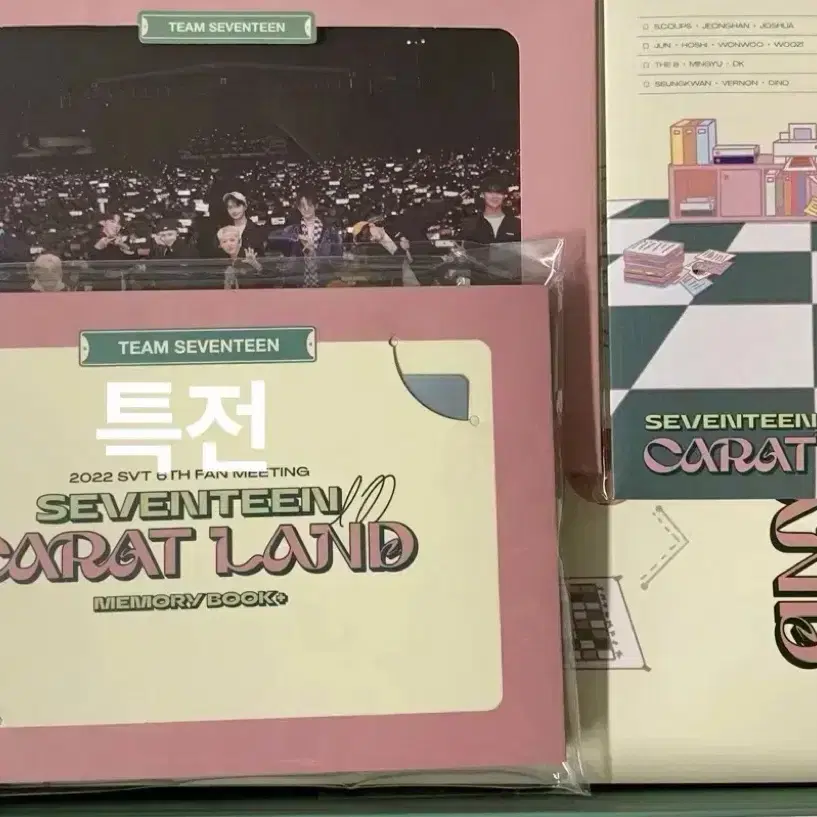 TEAM SEVENTEEN
S.COUPS · JEONGHAN · JOSHUA
JUN · HOSHI · WONWOO · WOOZI
THE 8 · MINGYU · DK
SEUNGKWAN · VERNON · DINO
TEAM SEVENTEEN
특전
2022 SVT 6TH FAN MEETING
SEVENTEEN
CARAT LAND
MEMORY BOOK+
SEVENTEEN
CARAT